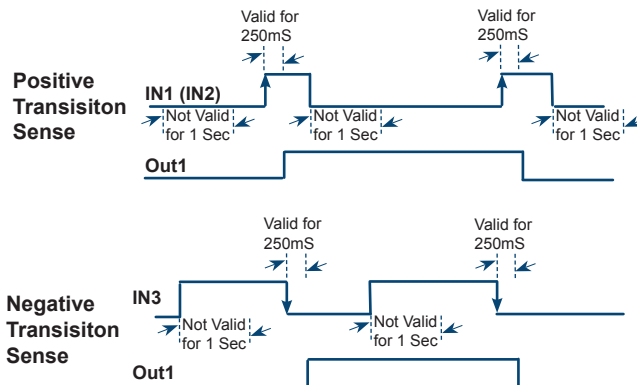 Valid for
250mS
Valid for
250mS
Positive
Transisiton
Sense
IN1 (IN2)
Not Valid
for 1 Sec
Not Valid
for 1 Sec
Not Valid
for 1 Sec
Out1
Valid for
250mS
Valid for
250mS
Negative
Transisiton
Sense
IN3
Not Valid
for 1 Sec
Not Valid
for 1 Sec
Out1